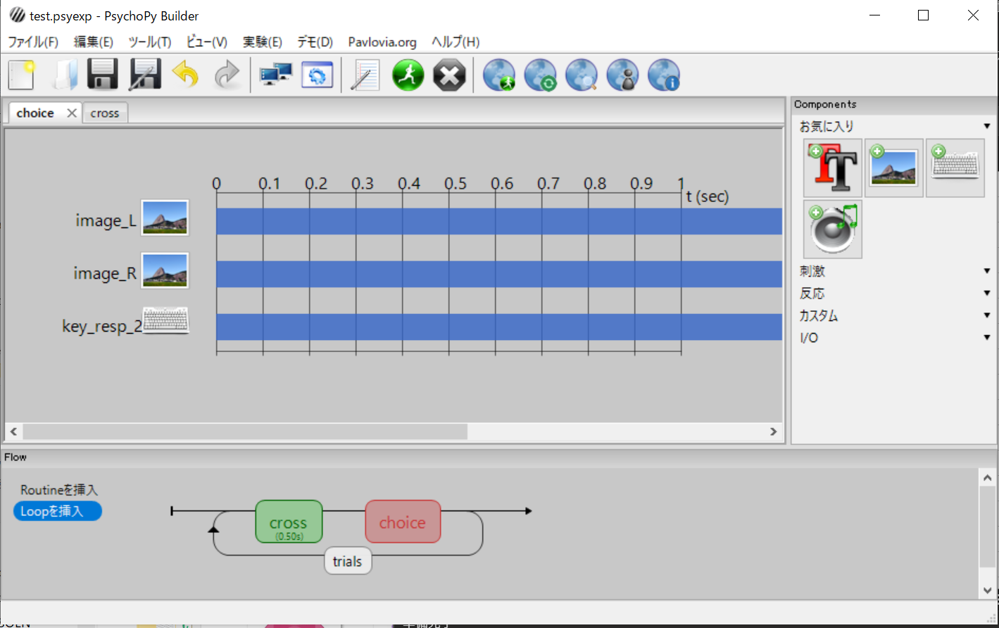 test.psyexp - PsychoPy Builder
ファイル(F) 編集(E) ツール(T) ビュー(V) 実験(E) デモ(D) Pavlovia.org ヘルプ(H)
choice cross
0 0.1 0.2 0.3 0.4 0.5 0.6 0.7 0.8 0.9 1
t (sec)
image_L
image_R
key_resp_2
Components
お気に入り
刺激
反応
カスタム
I/O
Flow
Routineを挿入
Loopを挿入
cross
(0.50s)
choice
trials